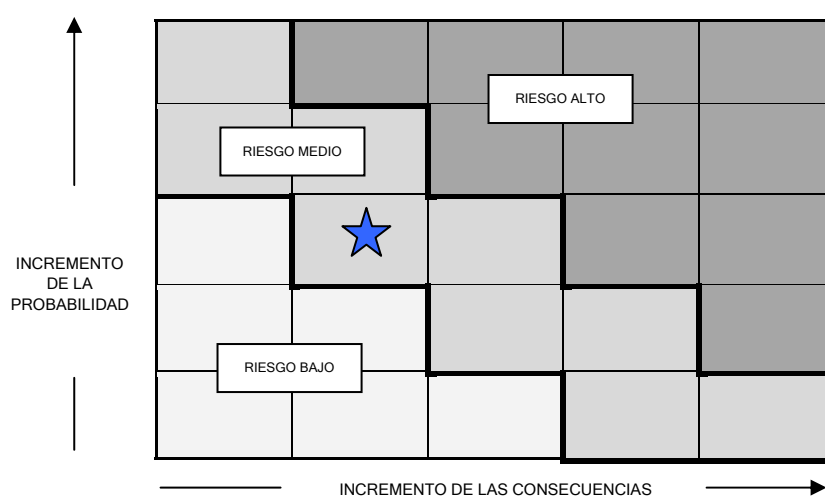 RIESGO ALTO
RIESGO MEDIO
INCREMENTO
DE LA
PROBABILIDAD
RIESGO BAJO
INCREMENTO DE LAS CONSECUENCIAS